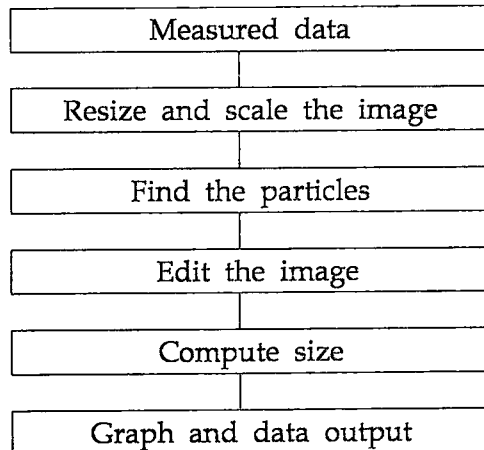 Measured data
Resize and scale the image
Find the particles
Edit the image
Compute size
Graph and data output